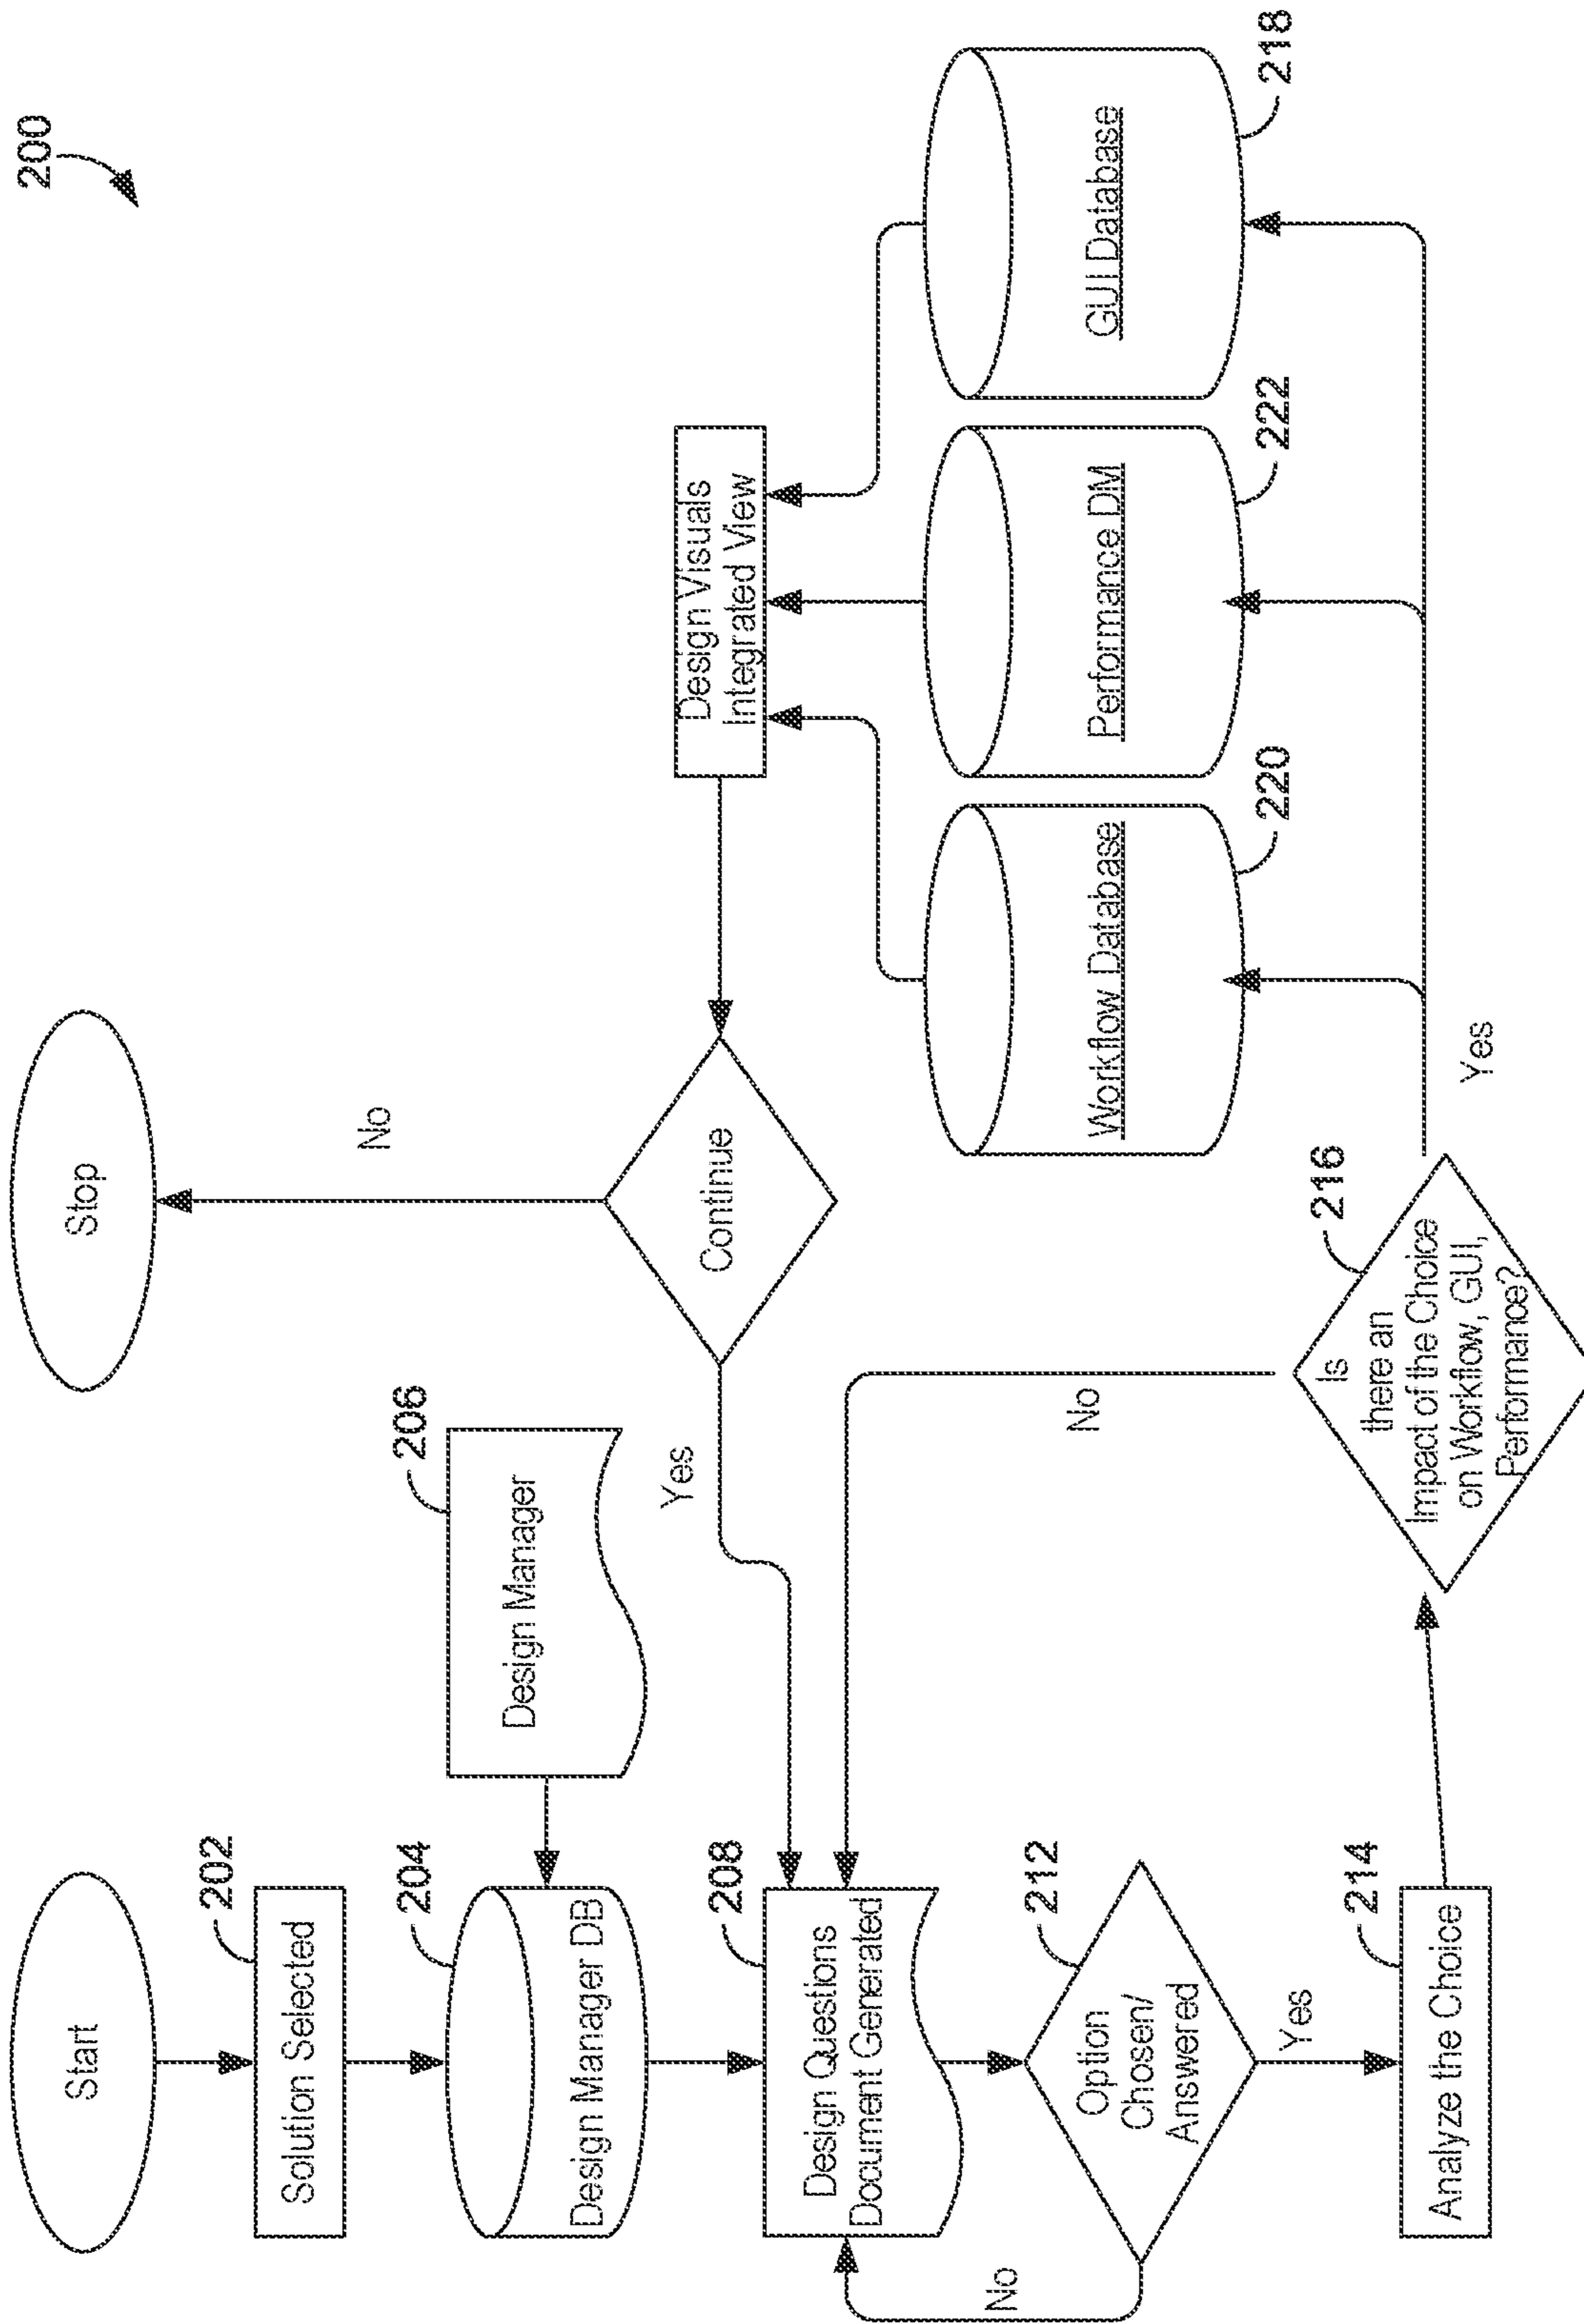 200
Start
Stop
202
Solution Selected
204
Design Manager DB
206
Design Manager
No
208
Design Questions
Document Generated
Yes
Continue
Design Visuals
Integrated View
212
Option
Chosen/
Answered
No
Yes
No
Workflow Database
220
Performance DM
222
GUI Database
218
214
Analyze the Choice
216
Is
there an
Impact of the Choice
on Workflow, GUI,
Performance?
Yes